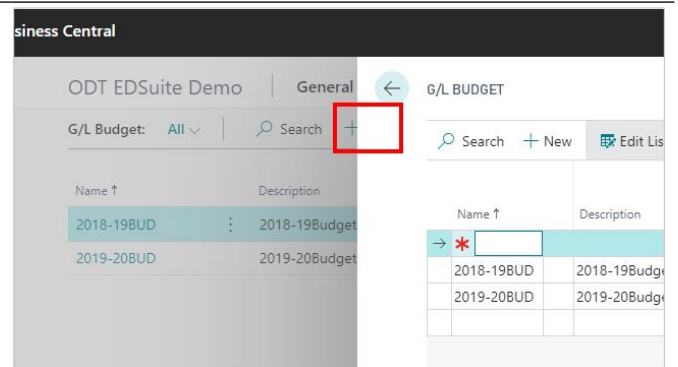 siness Central
ODT EDSuite Demo General
G/L Budget: All Search
Name ↑ Description
2018-19BUD 2018-19Budget
2019-20BUD 2019-20Budget
G/L BUDGET
Search + New Edit Lis
Name ↑ Description
*
2018-19BUD 2018-19Budge
2019-20BUD 2019-20Budge